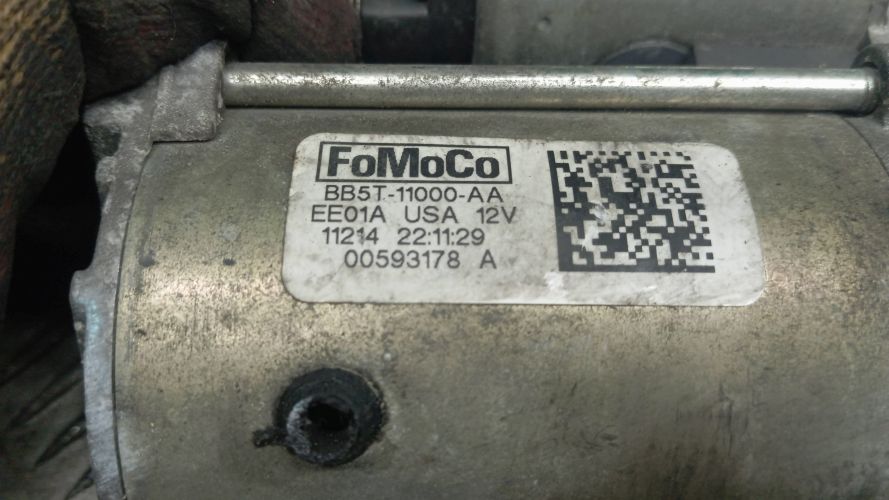 FoMoCo
BB5T-11000-AA
EE01A USA 12V
11214 22:11:29
00593178 A